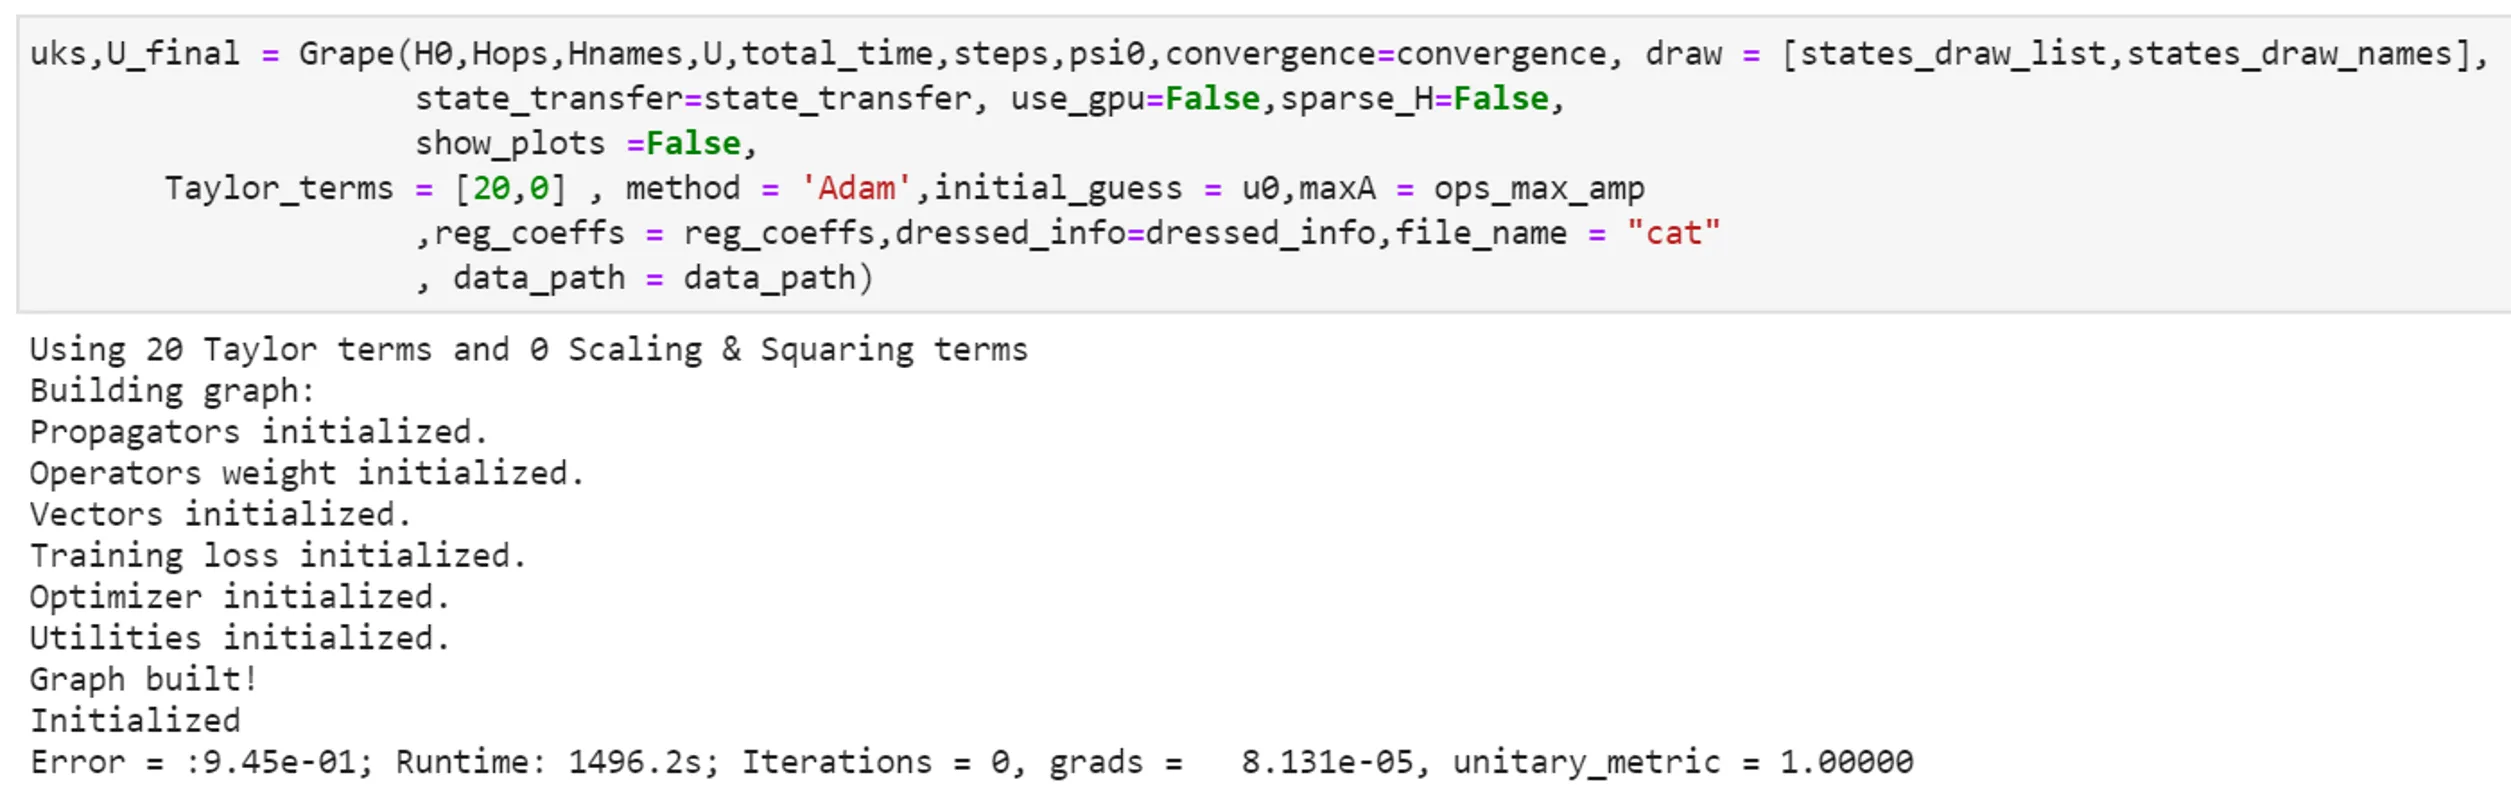 uks,U_final = Grape(H0,Hops,Hnames,U,total_time,steps,psi0,convergence=convergence, draw = [states_draw_list,states_draw_names],
state_transfer=state_transfer, use_gpu=False,sparse_H=False,
show_plots =False,
Taylor_terms = [20,0] , method = 'Adam',initial_guess = u0,maxA = ops_max_amp
,reg_coeffs = reg_coeffs,dressed_info=dressed_info,file_name = "cat"
, data_path = data_path)
Using 20 Taylor terms and 0 Scaling & Squaring terms
Building graph:
Propagators initialized.
Operators weight initialized.
Vectors initialized.
Training loss initialized.
Optimizer initialized.
Utilities initialized.
Graph built!
Initialized
Error = :9.45e-01; Runtime: 1496.2s; Iterations = 0, grads =   8.131e-05, unitary_metric = 1.00000